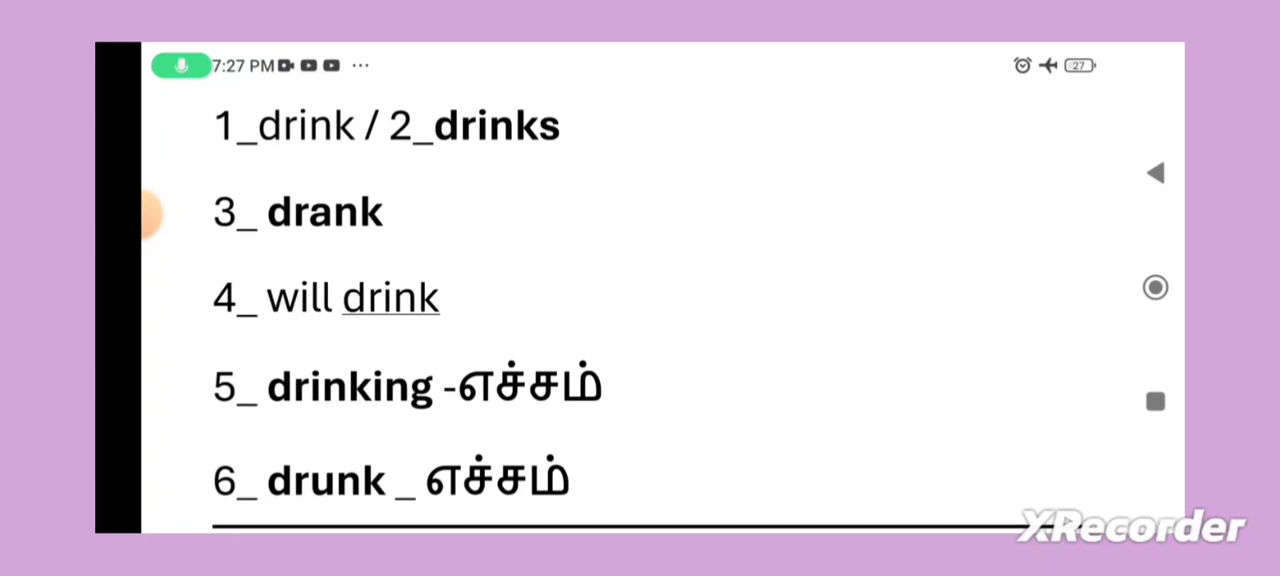 7:27 PM ... 27
1_drink / 2_drinks
3_ drank
4_ will drink
5_ drinking -எச்சம்
6_ drunk _ எச்சம்
XRecorder